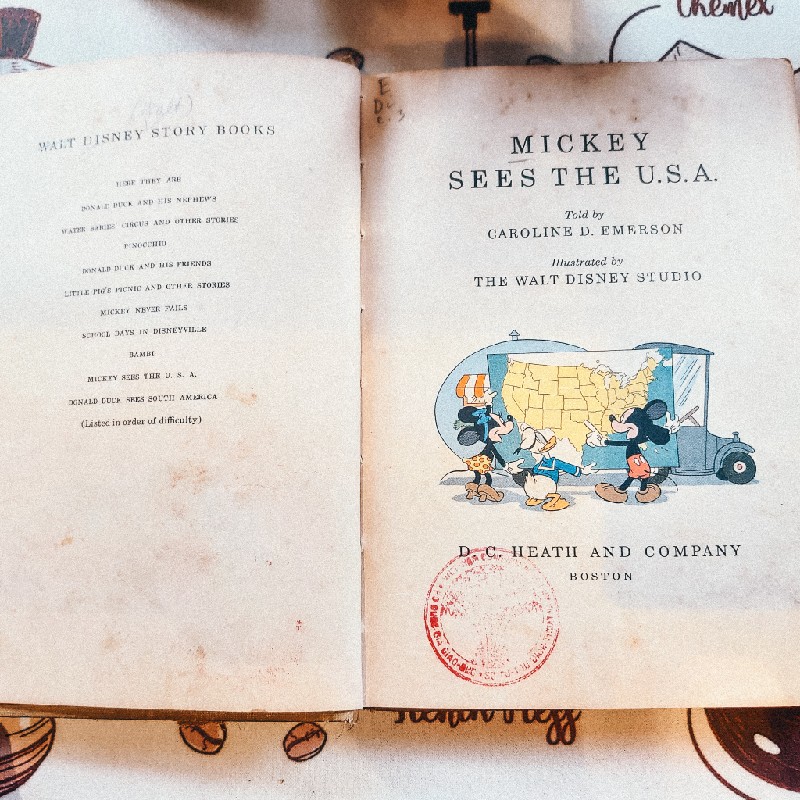 Chemex
WALT DISNEY STORY BOOKS
HERE THEY ARE
DONALD DUCK AND HIS NEPHEWS
WATER BABIES' CIRCUS AND OTHER STORIES
PINOCCHIO
DONALD DUCK AND HIS FRIENDS
LITTLE PIG'S PICNIC AND OTHER STORIES
MICKEY NEVER FAILS
SCHOOL DAYS IN DISNEYVILLE
BAMBI
MICKEY SEES THE U. S. A.
DONALD DUCK SEES SOUTH AMERICA
(Listed in order of difficulty)
E
MICKEY
SEES THE U.S.A.
Told by
CAROLINE D. EMERSON
Illustrated by
THE WALT DISNEY STUDIO
D. C. HEATH AND COMPANY
BOSTON